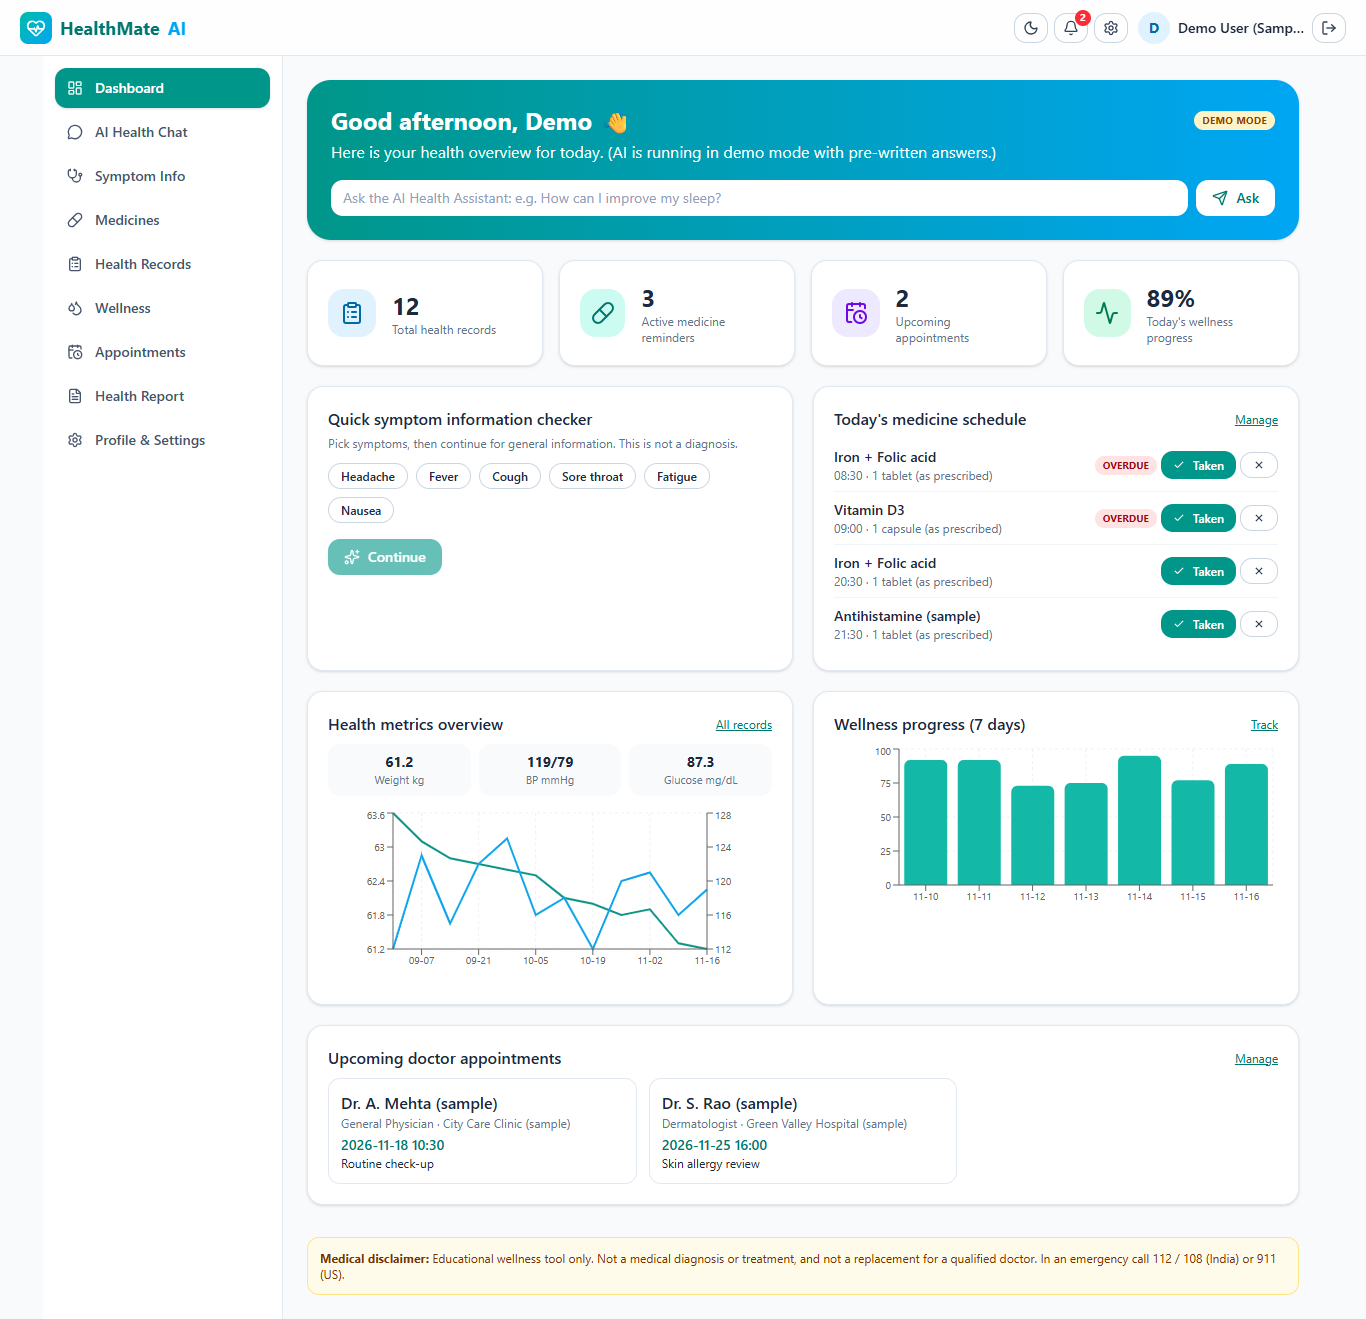 HealthMate AI
2
D
Demo User (Samp...
Dashboard
AI Health Chat
Symptom Info
Medicines
Health Records
Wellness
Appointments
Health Report
Profile & Settings
Good afternoon, Demo 👋
DEMO MODE
Here is your health overview for today. (AI is running in demo mode with pre-written answers.)
Ask the AI Health Assistant: e.g. How can I improve my sleep?
Ask
12
Total health records
3
Active medicine
reminders
2
Upcoming
appointments
89%
Today's wellness
progress
Quick symptom information checker
Pick symptoms, then continue for general information. This is not a diagnosis.
Headache
Fever
Cough
Sore throat
Fatigue
Nausea
Continue
Today's medicine schedule
Manage
Iron + Folic acid
08:30 · 1 tablet (as prescribed)
OVERDUE
Taken
Vitamin D3
09:00 · 1 capsule (as prescribed)
OVERDUE
Taken
Iron + Folic acid
20:30 · 1 tablet (as prescribed)
Taken
Antihistamine (sample)
21:30 · 1 tablet (as prescribed)
Taken
Health metrics overview
All records
61.2
Weight kg
119/79
BP mmHg
87.3
Glucose mg/dL
63.6
63
62.4
61.8
61.2
128
124
120
116
112
09-07
09-21
10-05
10-19
11-02
11-16
Wellness progress (7 days)
Track
100
75
50
25
0
11-10
11-11
11-12
11-13
11-14
11-15
11-16
Upcoming doctor appointments
Manage
Dr. A. Mehta (sample)
General Physician · City Care Clinic (sample)
2026-11-18 10:30
Routine check-up
Dr. S. Rao (sample)
Dermatologist · Green Valley Hospital (sample)
2026-11-25 16:00
Skin allergy review
Medical disclaimer: Educational wellness tool only. Not a medical diagnosis or treatment, and not a replacement for a qualified doctor. In an emergency call 112 / 108 (India) or 911
(US).